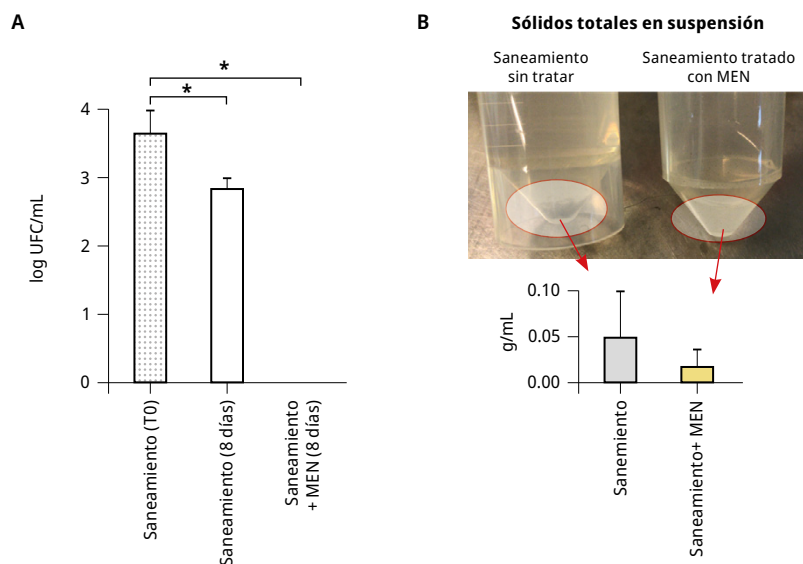 A
*
*
4
3
2
1
0
log UFC/mL
Saneamiento (T0)
Saneamiento (8 días)
Saneamiento
+ MEN (8 días)
B
Sólidos totales en suspensión
Saneamiento
sin tratar
Saneamiento tratado
con MEN
0.10
0.05
0.00
g/mL
Sanemiento
Saneamiento+ MEN